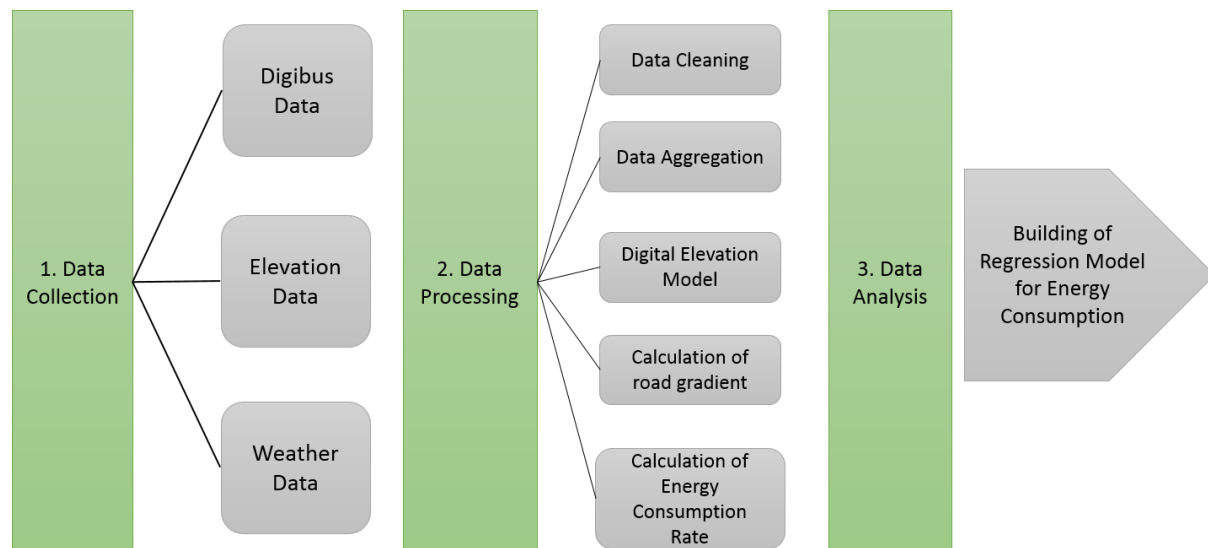 1. Data
Collection
Digibus
Data
Elevation
Data
Weather
Data
2. Data
Processing
Data Cleaning
Data Aggregation
Digital Elevation
Model
Calculation of
road gradient
Calculation of
Energy
Consumption
Rate
3. Data
Analysis
Building of
Regression Model
for Energy
Consumption